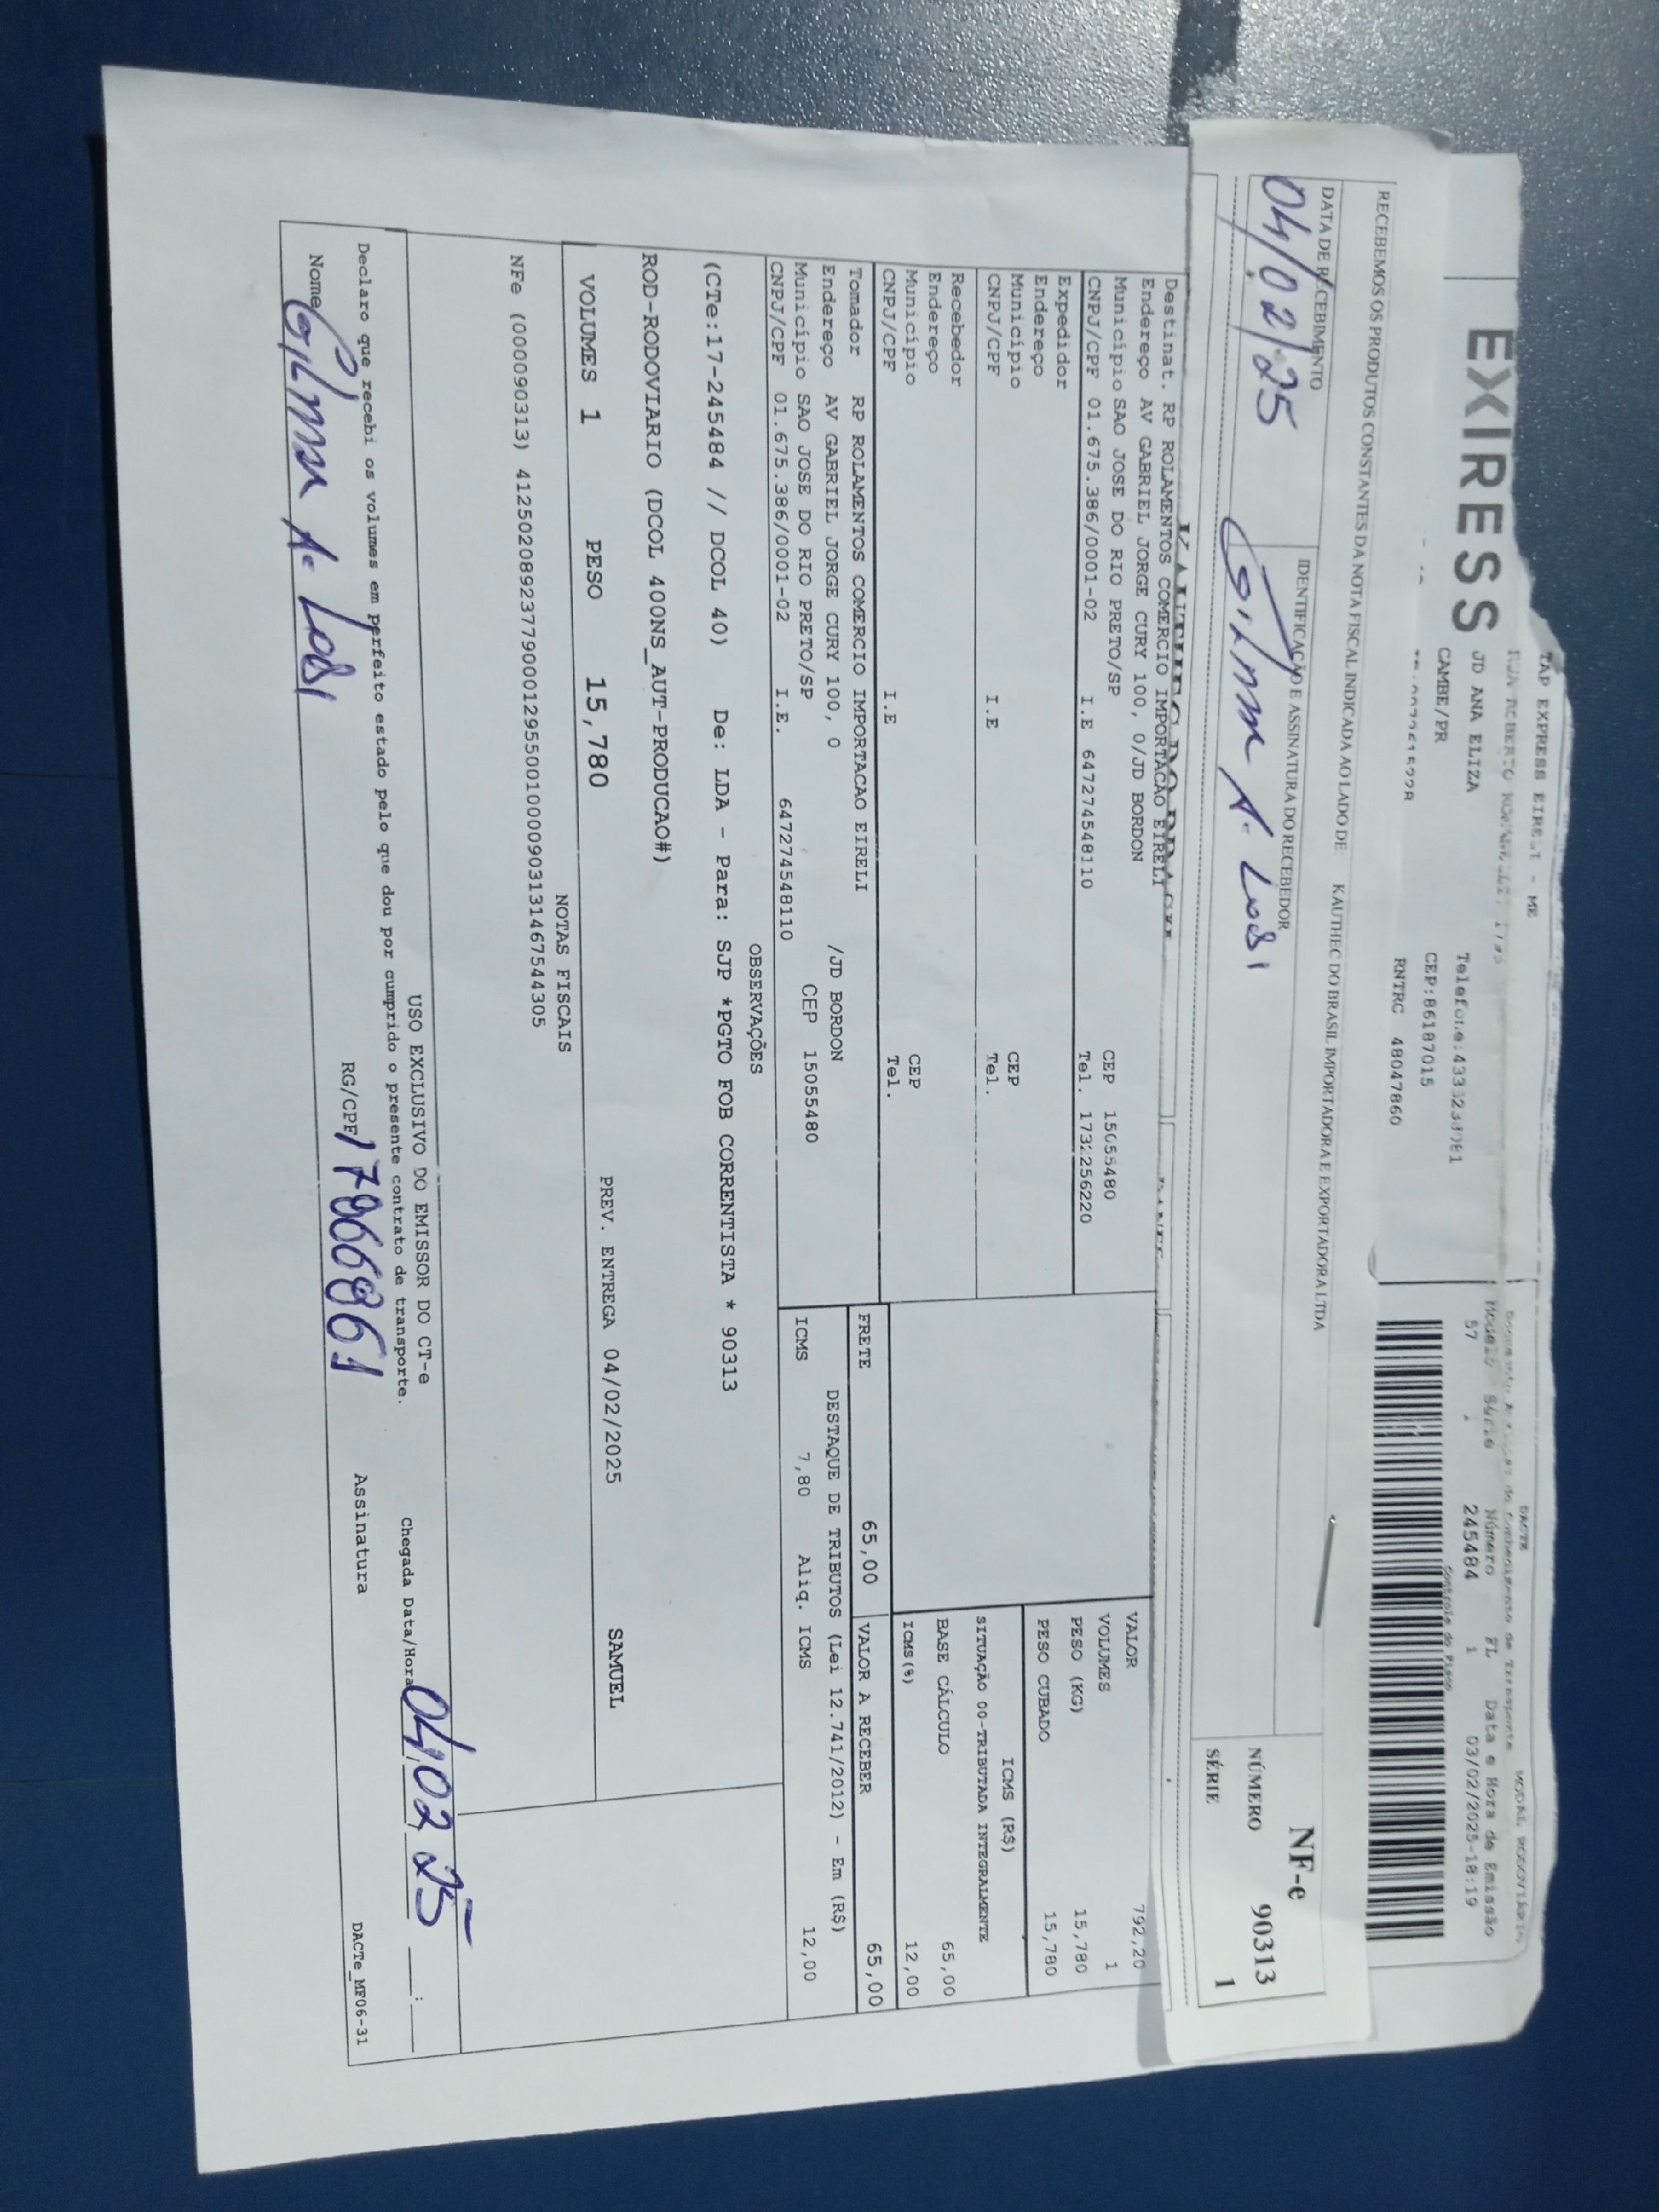 EXIRESS
TAP EXPRESS EIRELI - ME
JD ANA ELIZA
CAMBE/PR
CEP:86187015
RNTRC 48047860
DACTE
MODAL RODOVIÁRIO
Modelo Série Número FL Data e Hora de Emissão
57 1 245484 1 03/02/2025-18:19
Controle do Fisco
RECEBEMOS OS PRODUTOS CONSTANTES DA NOTA FISCAL INDICADA AO LADO DE: KAUTHEC DO BRASIL IMPORTADORA E EXPORTADORA LTDA
DATA DE RECEBIMENTO
04/02/25
IDENTIFICAÇÃO E ASSINATURA DO RECEBEDOR
Gilmar A. Losi
NF-e
NÚMERO 90313
SÉRIE 1
Destinat. RP ROLAMENTOS COMERCIO IMPORTACAO EIRELI
Endereço AV GABRIEL JORGE CURY 100, 0/JD BORDON
Município SAO JOSE DO RIO PRETO/SP CEP 15055480
CNPJ/CPF 01.675.386/0001-02 I.E 647274548110 Tel. 1732256220
Expedidor
Endereço
Município CEP
CNPJ/CPF I.E Tel.
Recebedor
Endereço
Município CEP
CNPJ/CPF I.E Tel.
Tomador RP ROLAMENTOS COMERCIO IMPORTACAO EIRELI
Endereço AV GABRIEL JORGE CURY 100, 0 /JD BORDON
Município SAO JOSE DO RIO PRETO/SP CEP 15055480
CNPJ/CPF 01.675.386/0001-02 I.E. 647274548110
VALOR 792,20
VOLUMES 1
PESO (KG) 15,780
PESO CUBADO 15,780
ICMS (R$)
SITUAÇÃO 00-TRIBUTADA INTEGRALMENTE
BASE CÁLCULO 65,00
ICMS(%) 12,00
FRETE 65,00 VALOR A RECEBER 65,00
DESTAQUE DE TRIBUTOS (Lei 12.741/2012) - Em (R$)
ICMS 7,80 Aliq. ICMS 12,00
OBSERVAÇÕES
(CTe:17-245484 // DCOL 40) De: LDA - Para: SJP *PGTO FOB CORRENTISTA * 90313
ROD-RODOVIARIO (DCOL 400NS_AUT-PRODUCAO#)
VOLUMES 1 PESO 15,780 PREV. ENTREGA 04/02/2025 SAMUEL
NOTAS FISCAIS
NFe (000090313) 41250208923779000129550010000903131467544305
USO EXCLUSIVO DO EMISSOR DO CT-e
Declaro que recebi os volumes em perfeito estado pelo que dou por cumprido o presente contrato de transporte.
Chegada Data/Hora 04/02/25 __:__
Nome Gilmar A. Losi RG/CPF 17866861 Assinatura
DACTe_MF06-31